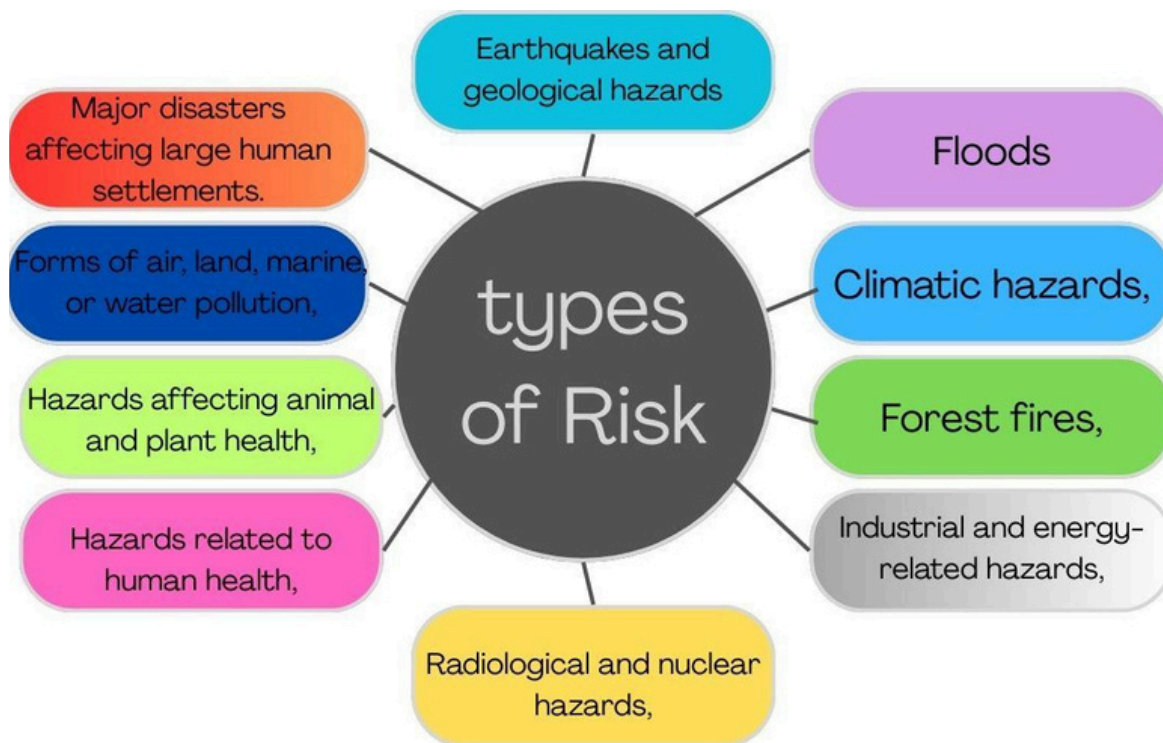 Earthquakes and
geological hazards
Major disasters
affecting large human
settlements.
Floods
Forms of air, land, marine,
or water pollution,
Climatic hazards,
types
of Risk
Hazards affecting animal
and plant health,
Forest fires,
Hazards related to
human health,
Industrial and energy-
related hazards,
Radiological and nuclear
hazards,